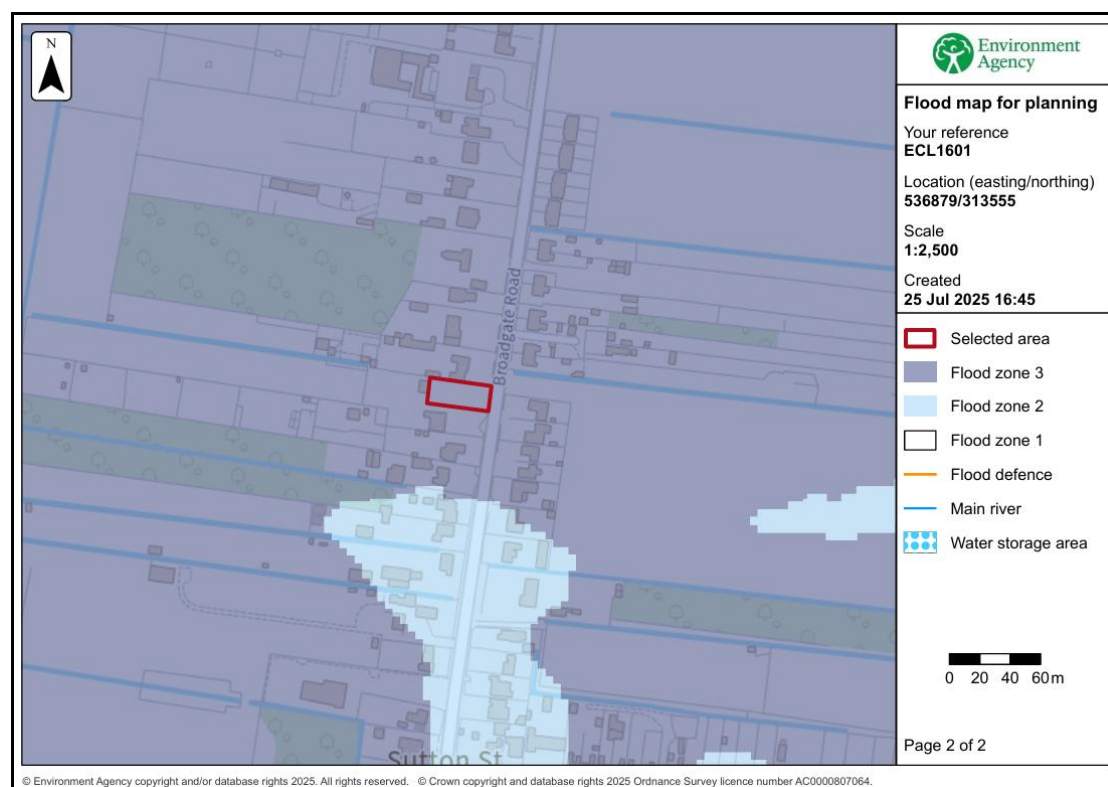 N
Broadgate Road
Sutton St
Environment
Agency
Flood map for planning
Your reference
ECL1601
Location (easting/northing)
536879/313555
Scale
1:2,500
Created
25 Jul 2025 16:45
Selected area
Flood zone 3
Flood zone 2
Flood zone 1
Flood defence
Main river
Water storage area
0 20 40 60m
Page 2 of 2
© Environment Agency copyright and/or database rights 2025. All rights reserved. © Crown copyright and database rights 2025 Ordnance Survey licence number AC0000807064.